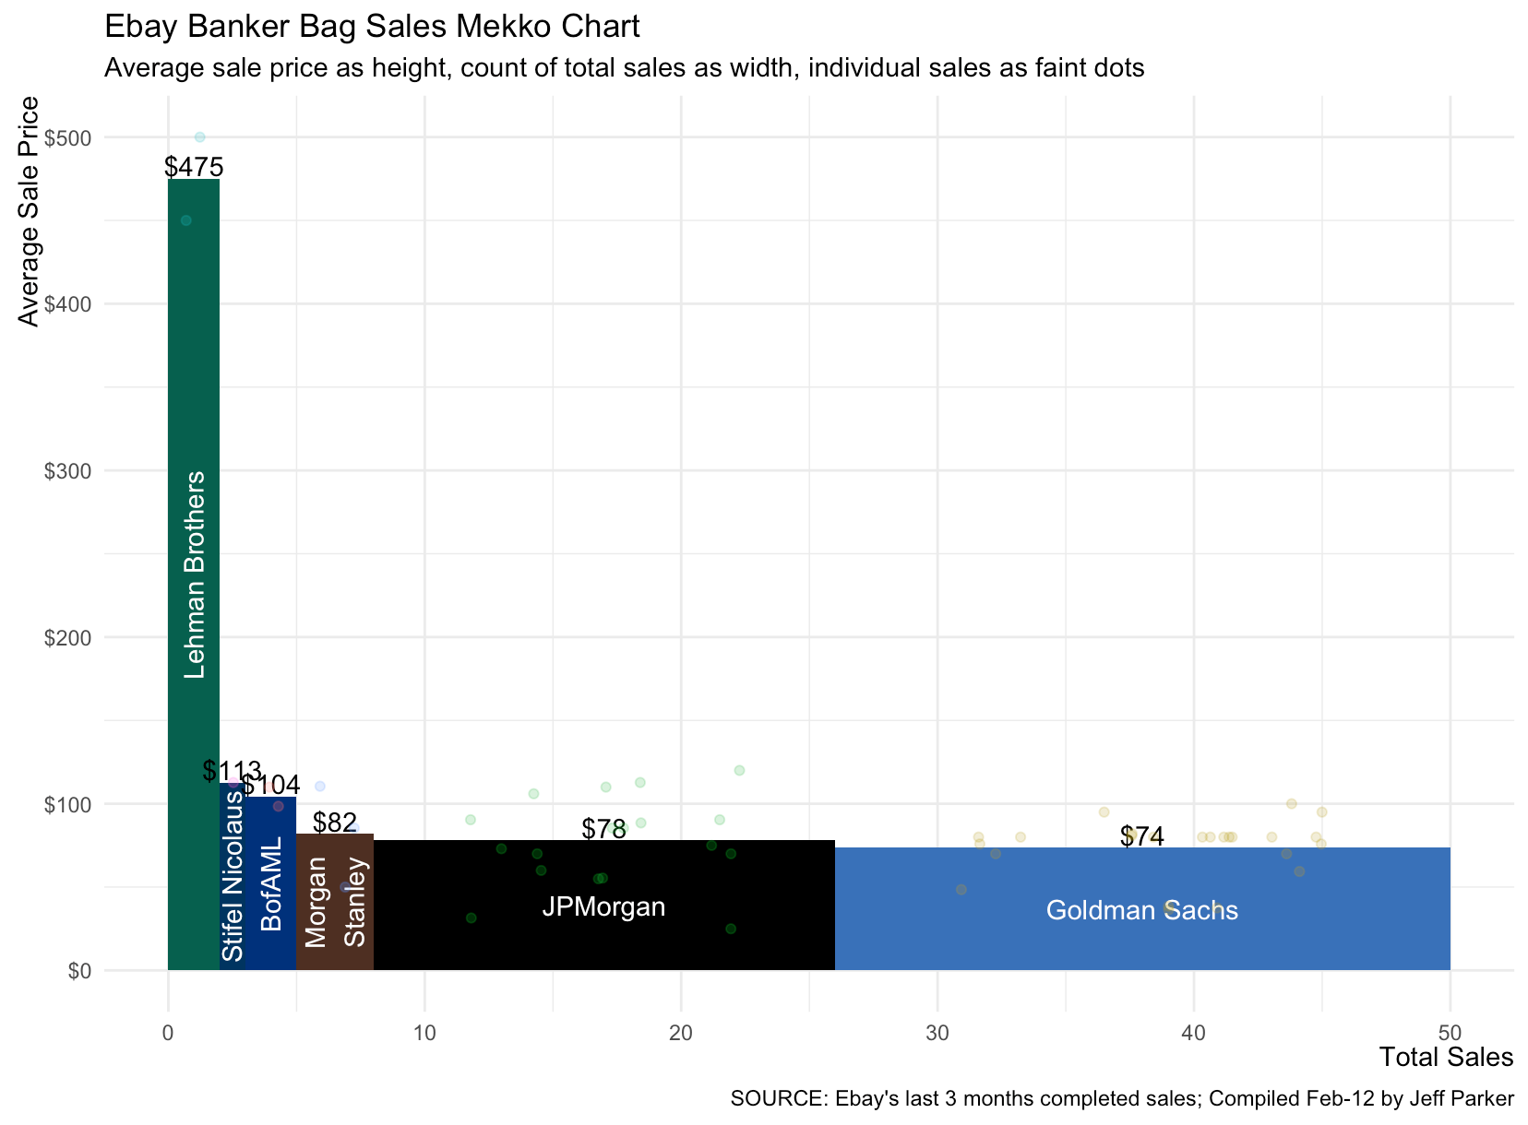 Ebay Banker Bag Sales Mekko Chart
Average sale price as height, count of total sales as width, individual sales as faint dots
Average Sale Price
$500
$400
$300
$200
$100
$0
$475
Lehman Brothers
$113
Stifel Nicolaus
$104
BofAML
$82
Morgan
Stanley
$78
JPMorgan
$74
Goldman Sachs
0
10
20
30
40
50
Total Sales
SOURCE: Ebay's last 3 months completed sales; Compiled Feb-12 by Jeff Parker